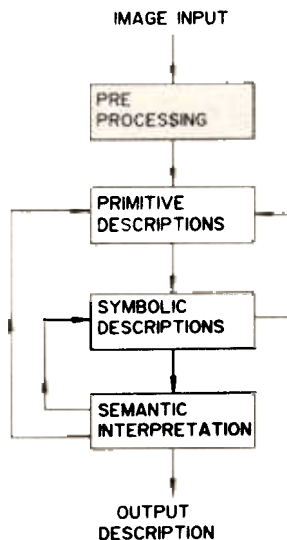 IMAGE INPUT
PRE
PROCESSING
PRIMITIVE
DESCRIPTIONS
SYMBOLIC
DESCRIPTIONS
SEMANTIC
INTERPRETATION
OUTPUT
DESCRIPTION